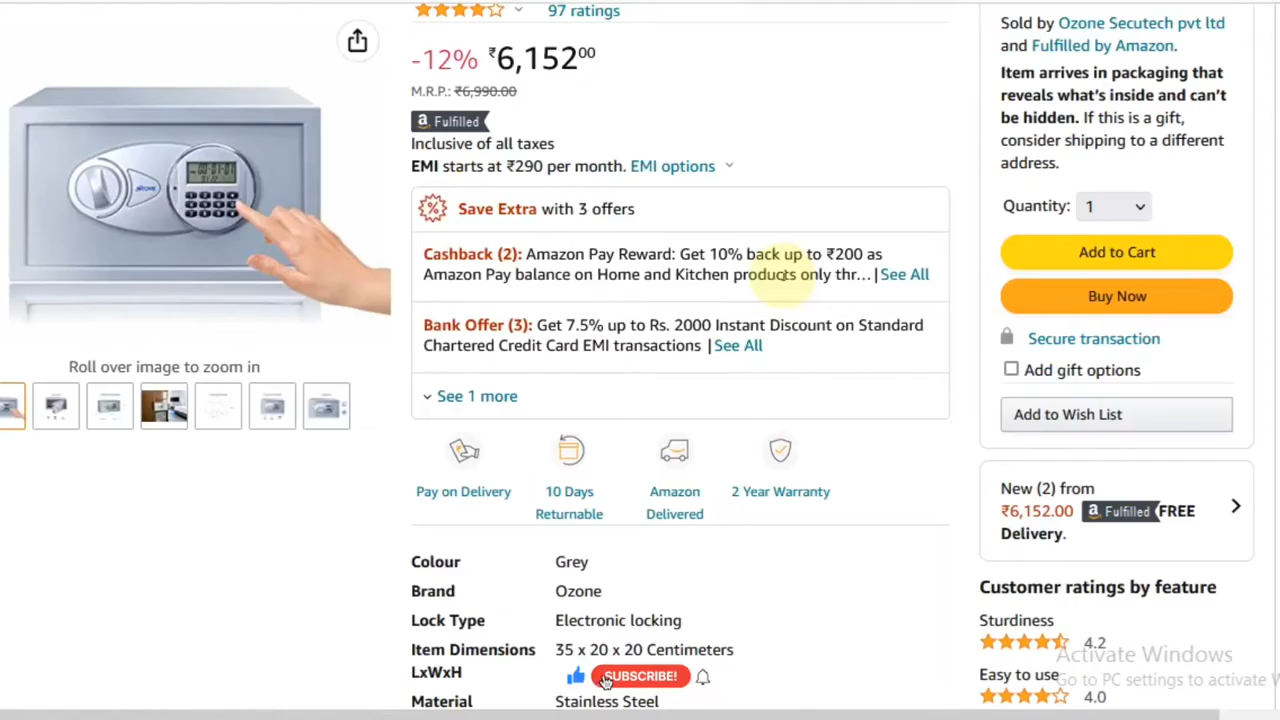 97 ratings
-12% ₹6,15200
M.R.P.: ₹6,990.00
a Fulfilled
Inclusive of all taxes
EMI starts at ₹290 per month. EMI options
Save Extra with 3 offers
Cashback (2): Amazon Pay Reward: Get 10% back up to ₹200 as
Amazon Pay balance on Home and Kitchen products only thr... | See All
Bank Offer (3): Get 7.5% up to Rs. 2000 Instant Discount on Standard
Chartered Credit Card EMI transactions | See All
See 1 more
Roll over image to zoom in
Pay on Delivery
10 Days
Returnable
Amazon
Delivered
2 Year Warranty
Colour Grey
Brand Ozone
Lock Type Electronic locking
Item Dimensions 35 x 20 x 20 Centimeters
LxWxH
SUBSCRIBE!
Material Stainless Steel
Sold by Ozone Secutech pvt ltd
and Fulfilled by Amazon.
Item arrives in packaging that
reveals what's inside and can't
be hidden. If this is a gift,
consider shipping to a different
address.
Quantity: 1
Add to Cart
Buy Now
Secure transaction
Add gift options
Add to Wish List
New (2) from
₹6,152.00 a Fulfilled FREE
Delivery.
Customer ratings by feature
Sturdiness
4.2
Activate Windows
Easy to use
Go to PC settings to activate W
4.0